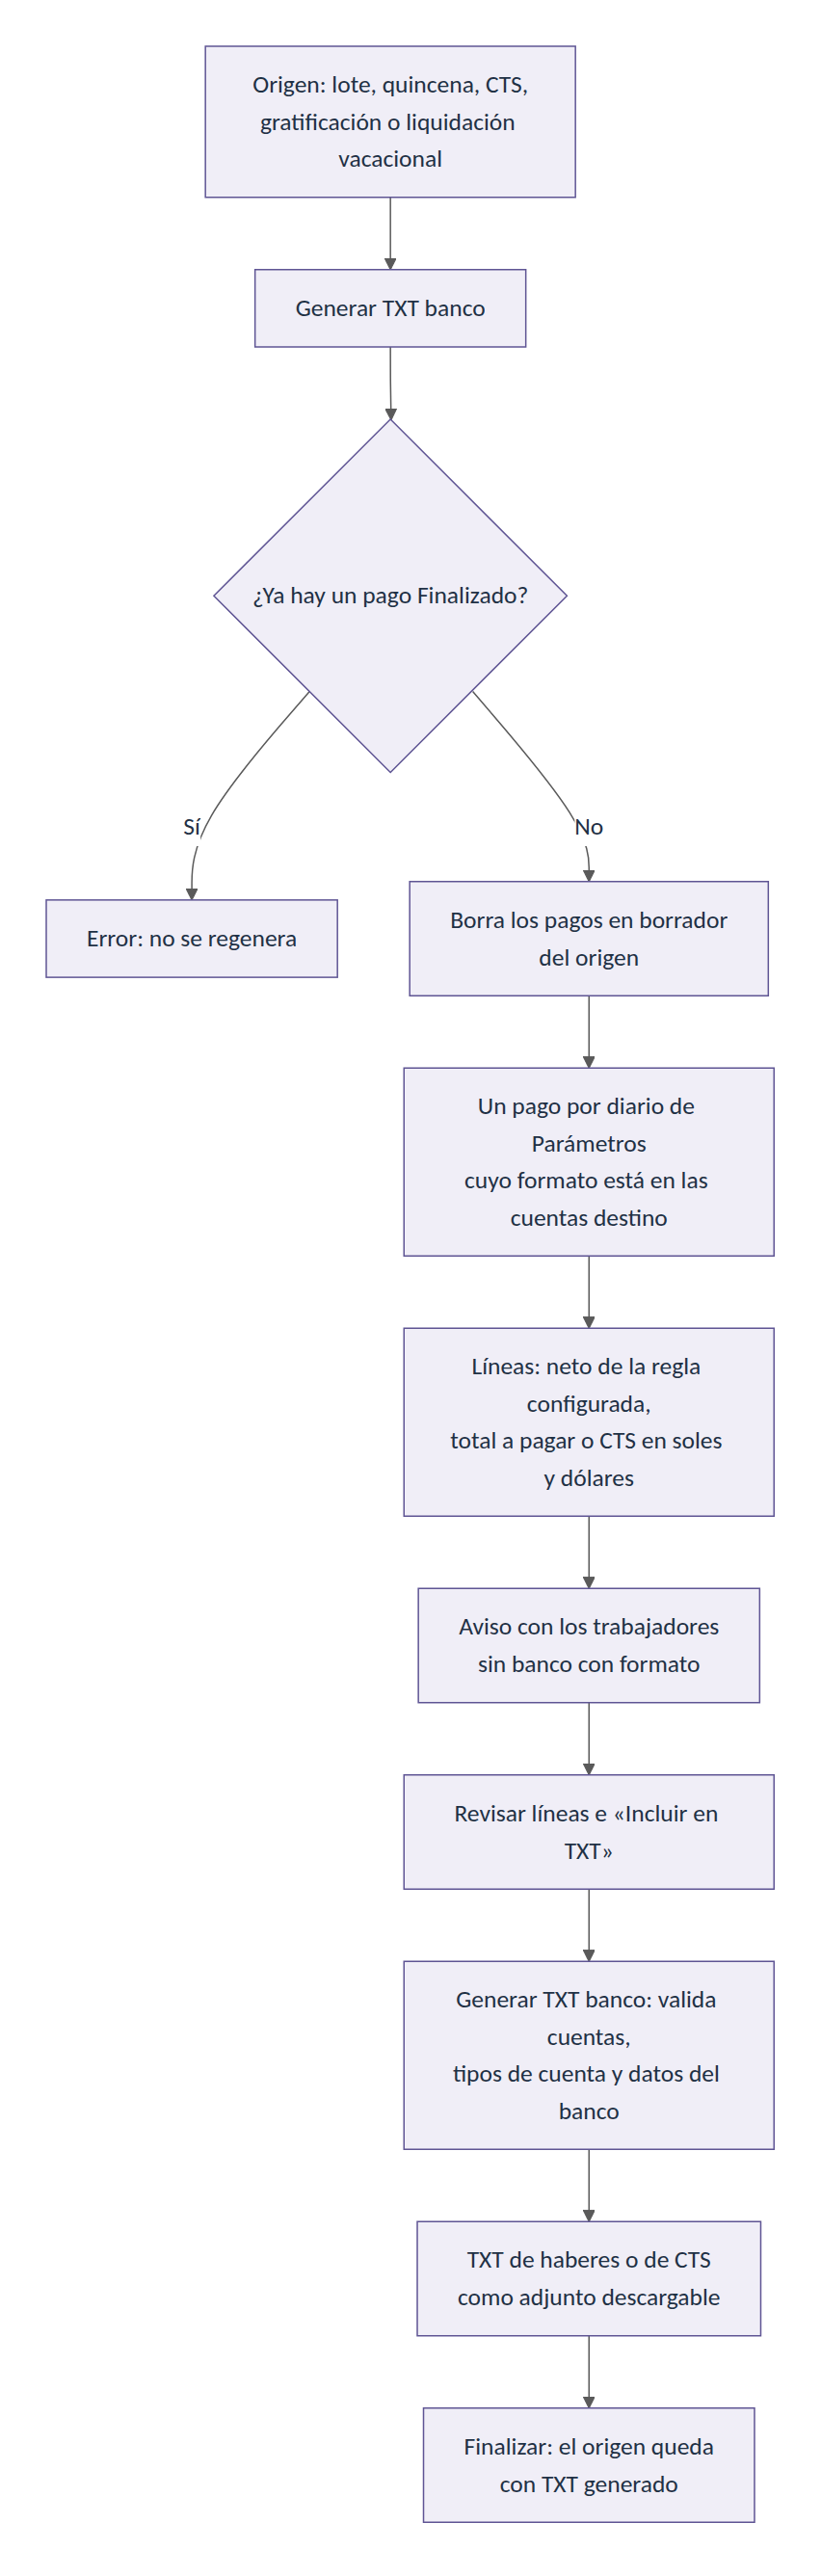 Origen: lote, quincena, CTS,
gratificación o liquidación
vacacional
Generar TXT banco
¿Ya hay un pago Finalizado?
Sí
No
Error: no se regenera
Borra los pagos en borrador
del origen
Un pago por diario de
Parámetros
cuyo formato está en las
cuentas destino
Líneas: neto de la regla
configurada,
total a pagar o CTS en soles
y dólares
Aviso con los trabajadores
sin banco con formato
Revisar líneas e «Incluir en
TXT»
Generar TXT banco: valida
cuentas,
tipos de cuenta y datos del
banco
TXT de haberes o de CTS
como adjunto descargable
Finalizar: el origen queda
con TXT generado